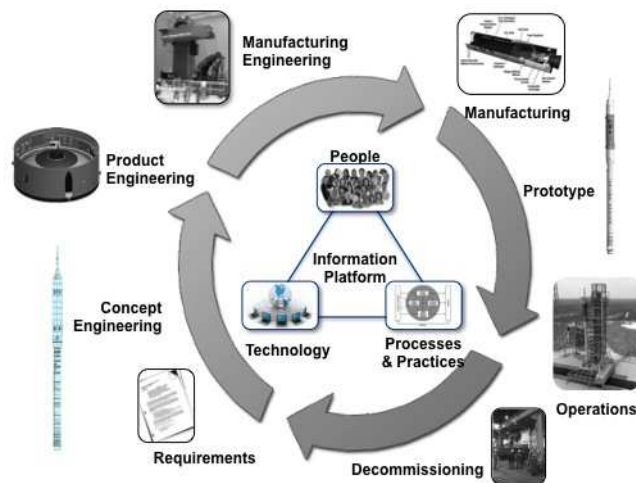 Manufacturing
Engineering
Manufacturing
Product
Engineering
People
Prototype
Information
Platform
Concept
Engineering
Technology
Processes
& Practices
Operations
Requirements
Decommissioning